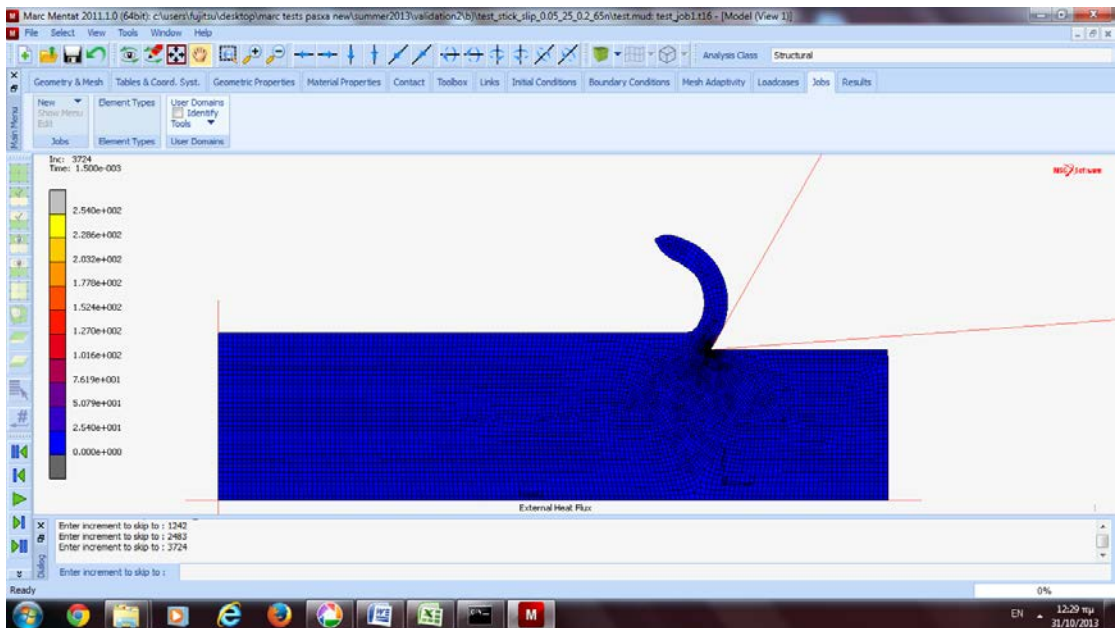 Marc Mentat 2011.1.0 (64bit): c:\users\fujitsu\desktop\marc tests pasxa new\summer2013\validation2\b)\test_stick_slip_0.05_25_0.2_65n\test.mud: test_job1.t16 - [Model (View 1)]
File Select View Tools Window Help
Analysis Class Structural
Geometry & Mesh Tables & Coord. Syst. Geometric Properties Material Properties Contact Toolbox Links Initial Conditions Boundary Conditions Mesh Adaptivity Loadcases Jobs Results
Main Menu
New Element Types User Domains
Show Menu Identify
Edit Tools
Jobs Element Types User Domains
Inc: 3724
Time: 1.500e-003
MSC Software
2.540e+002
2.286e+002
2.032e+002
1.778e+002
1.524e+002
1.270e+002
1.016e+002
7.619e+001
5.079e+001
2.540e+001
0.000e+000
External Heat Flux
1
Enter increment to skip to : 1242
Enter increment to skip to : 2483
Enter increment to skip to : 3724
Dialog
Enter increment to skip to :
Ready
0%
EN
12:29 πμ
31/10/2013